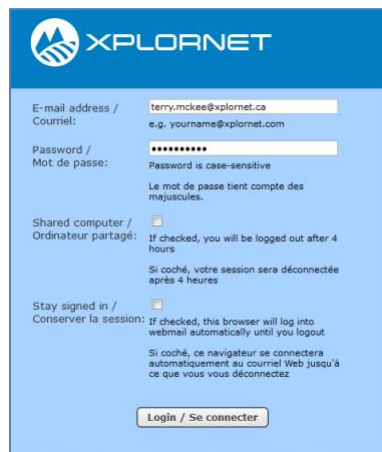 XPLORNET
E-mail address /
Courriel:
terry.mckee@xplornet.ca
e.g. yourname@xplornet.com
Password /
Mot de passe:
••••••••••
Password is case-sensitive
Le mot de passe tient compte des
majuscules.
Shared computer /
Ordinateur partagé:
If checked, you will be logged out after 4
hours
Si coché, votre session sera déconnectée
après 4 heures
Stay signed in /
Conserver la session:
If checked, this browser will log into
webmail automatically until you logout
Si coché, ce navigateur se connectera
automatiquement au courriel Web jusqu'à
ce que vous vous déconnectez
Login / Se connecter